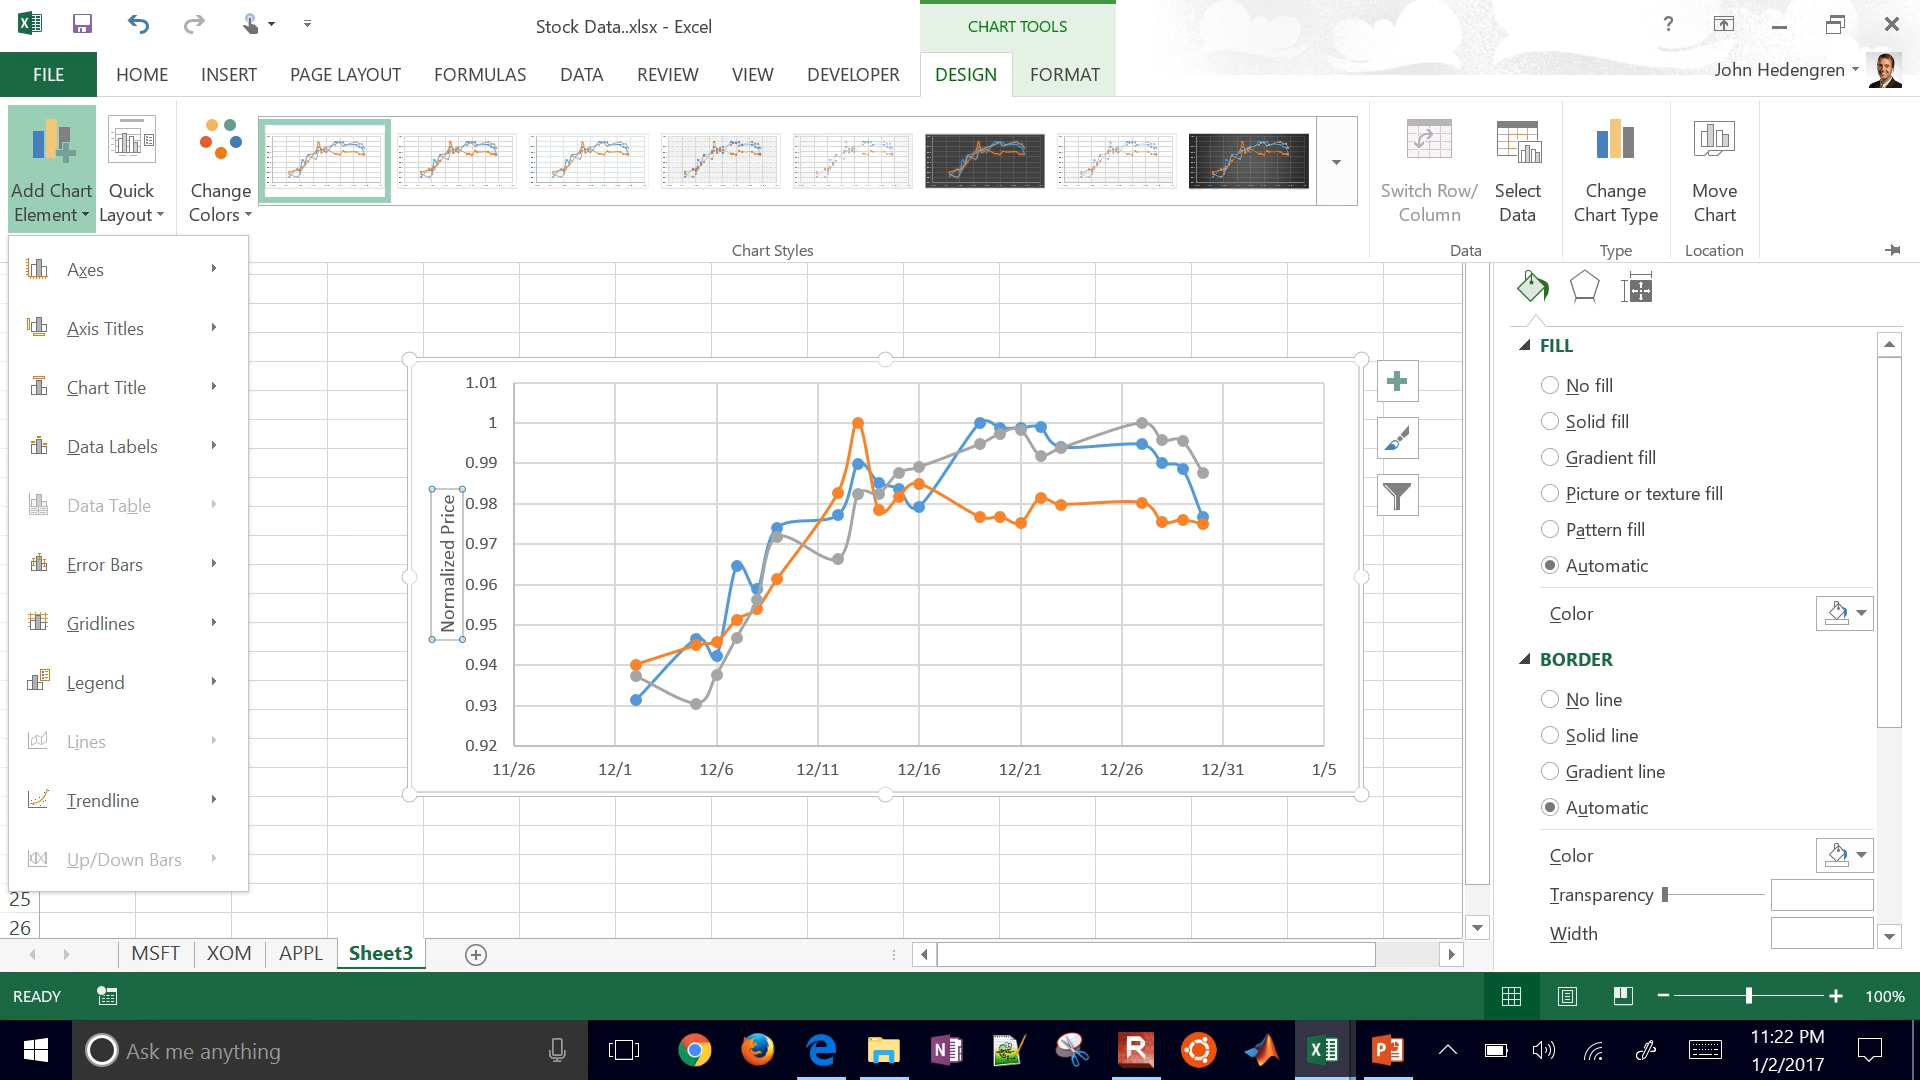 Stock Data..xlsx - Excel
CHART TOOLS
?
FILE HOME INSERT PAGE LAYOUT FORMULAS DATA REVIEW VIEW DEVELOPER DESIGN FORMAT
John Hedengren
Add Chart Element
Quick Layout
Change Colors
Switch Row/ Column
Select Data
Change Chart Type
Move Chart
Chart Styles
Data
Type
Location
Axes
Axis Titles
Chart Title
Data Labels
Data Table
Error Bars
Gridlines
Legend
Lines
Trendline
Up/Down Bars
25
26
Normalized Price
1.01
1
0.99
0.98
0.97
0.96
0.95
0.94
0.93
0.92
11/26 12/1 12/6 12/11 12/16 12/21 12/26 12/31 1/5
FILL
No fill
Solid fill
Gradient fill
Picture or texture fill
Pattern fill
Automatic
Color
BORDER
No line
Solid line
Gradient line
Automatic
Color
Transparency
Width
MSFT XOM APPL Sheet3
READY
100%
Ask me anything
11:22 PM
1/2/2017